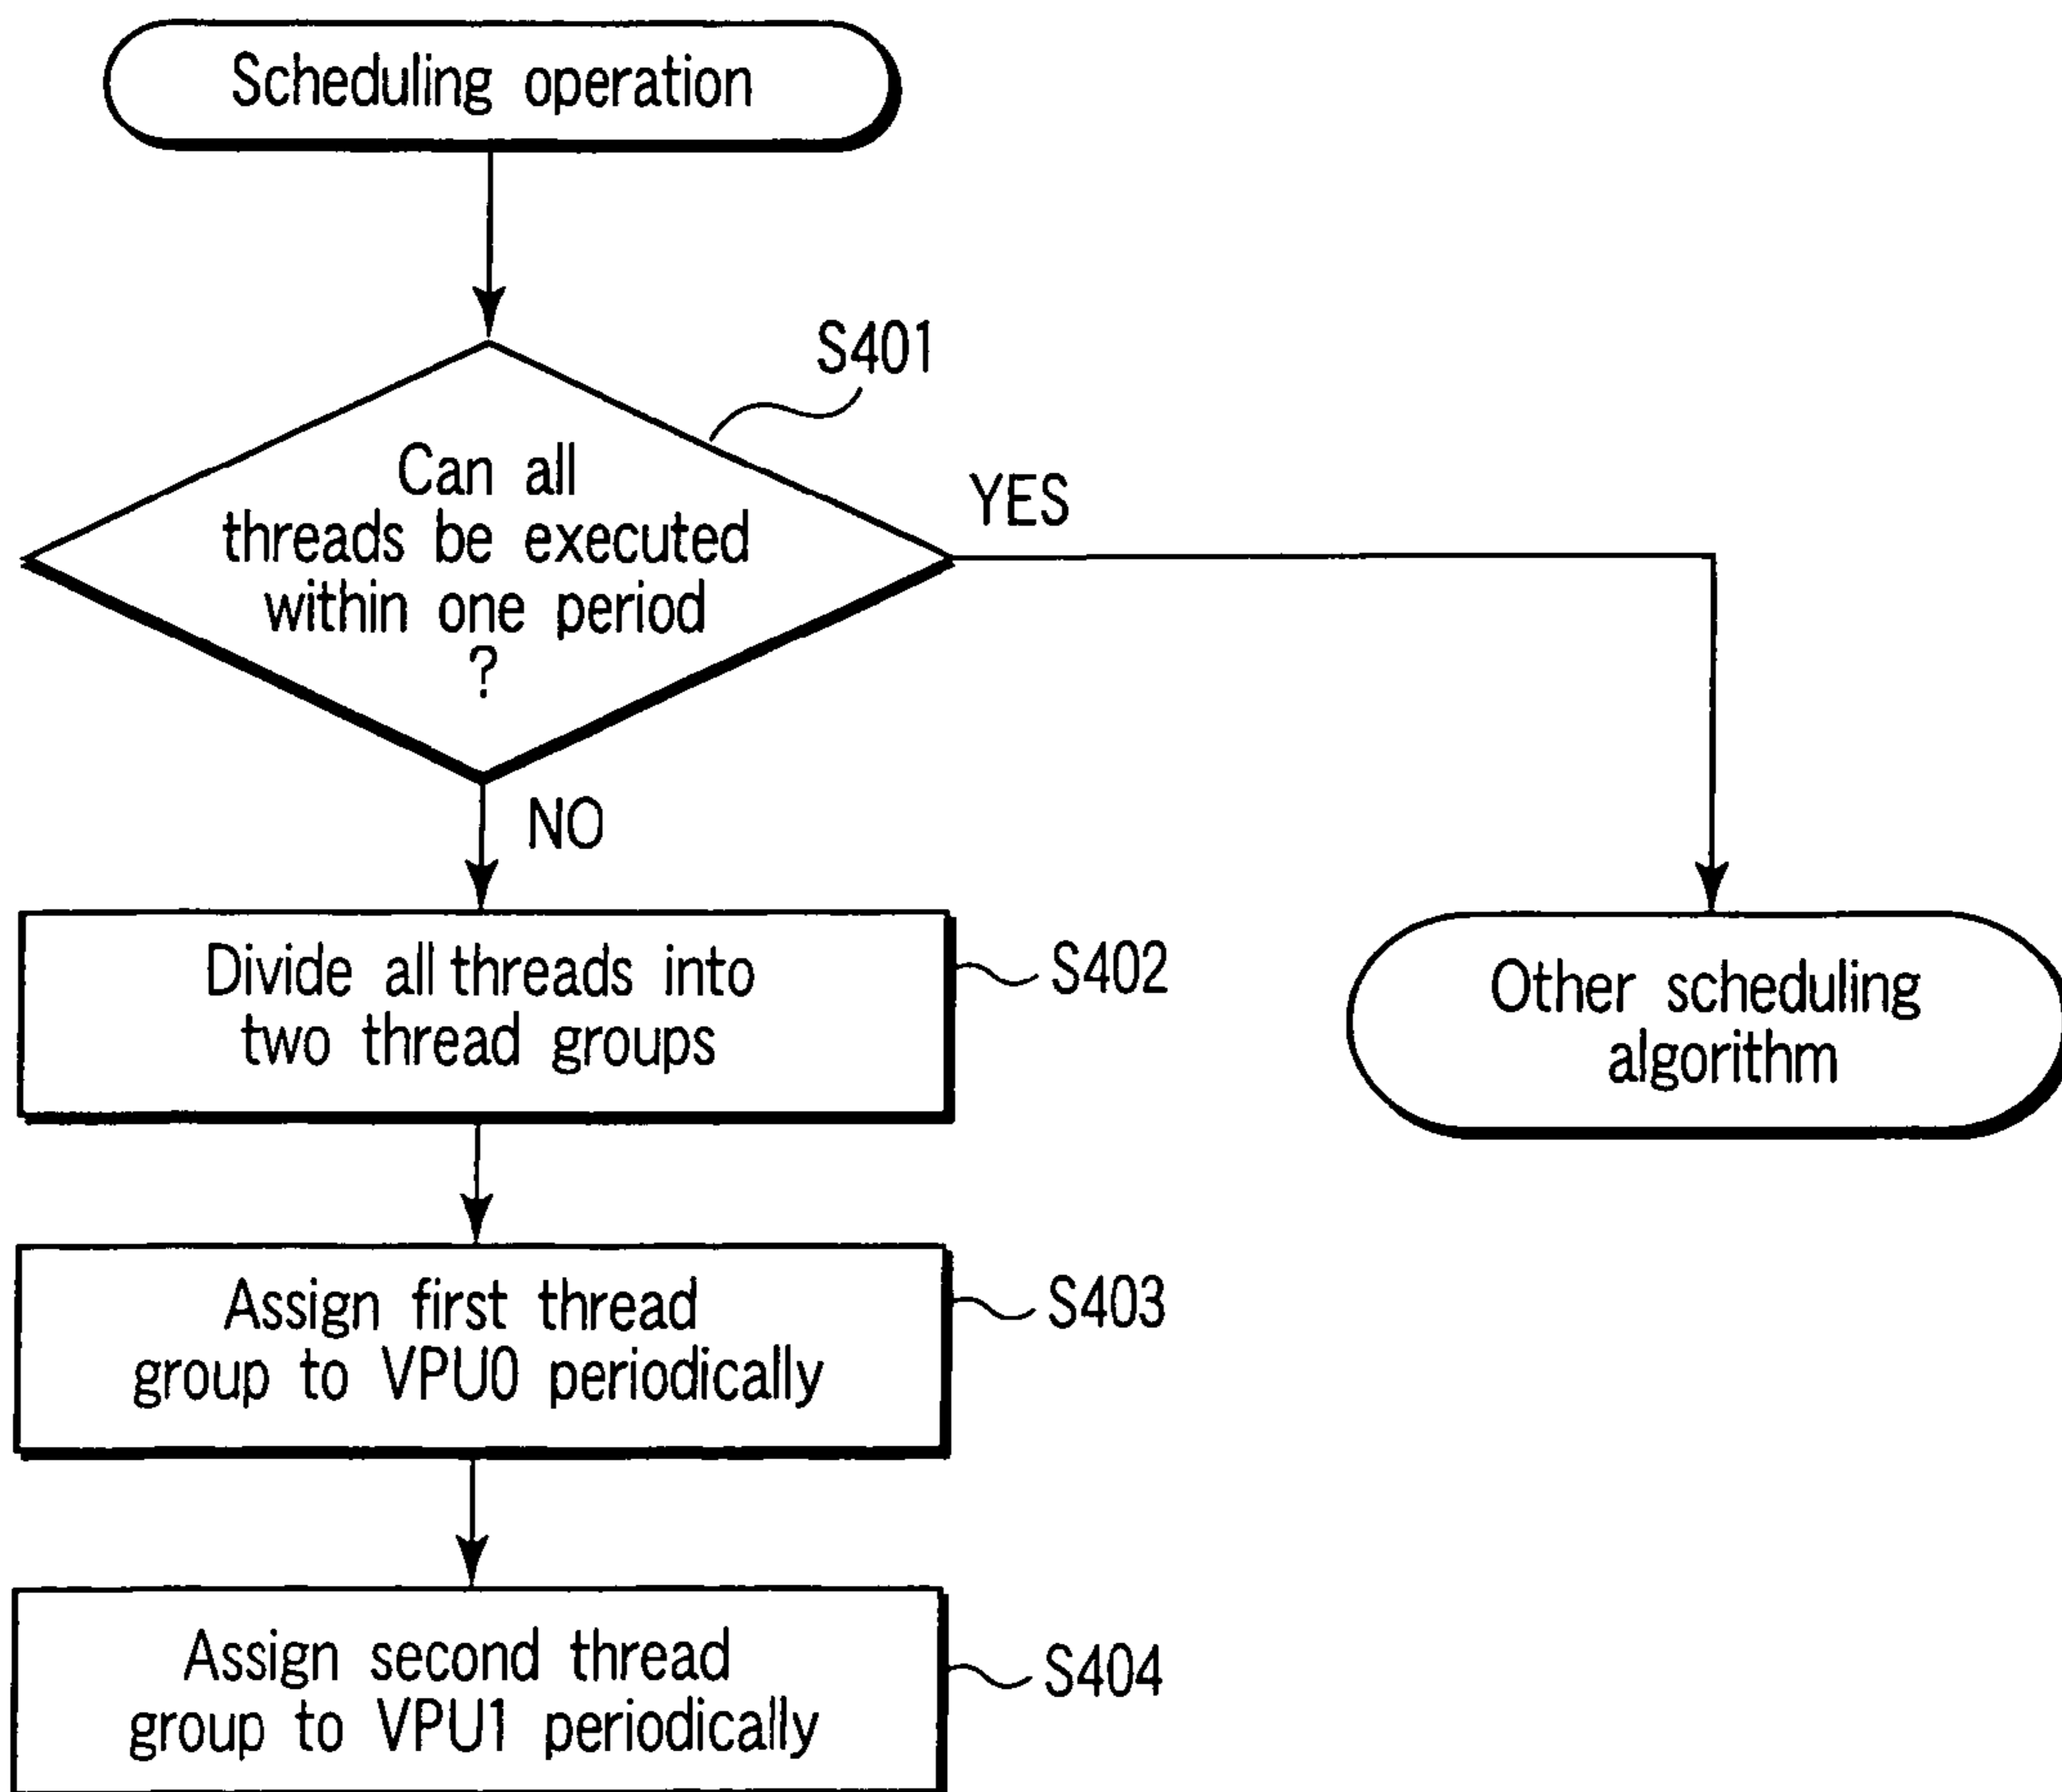 Scheduling operation
S401
Can all
threads be executed
within one period
?
YES
NO
Divide all threads into
two thread groups
S402
Other scheduling
algorithm
Assign first thread
group to VPU0 periodically
S403
Assign second thread
group to VPU1 periodically
S404